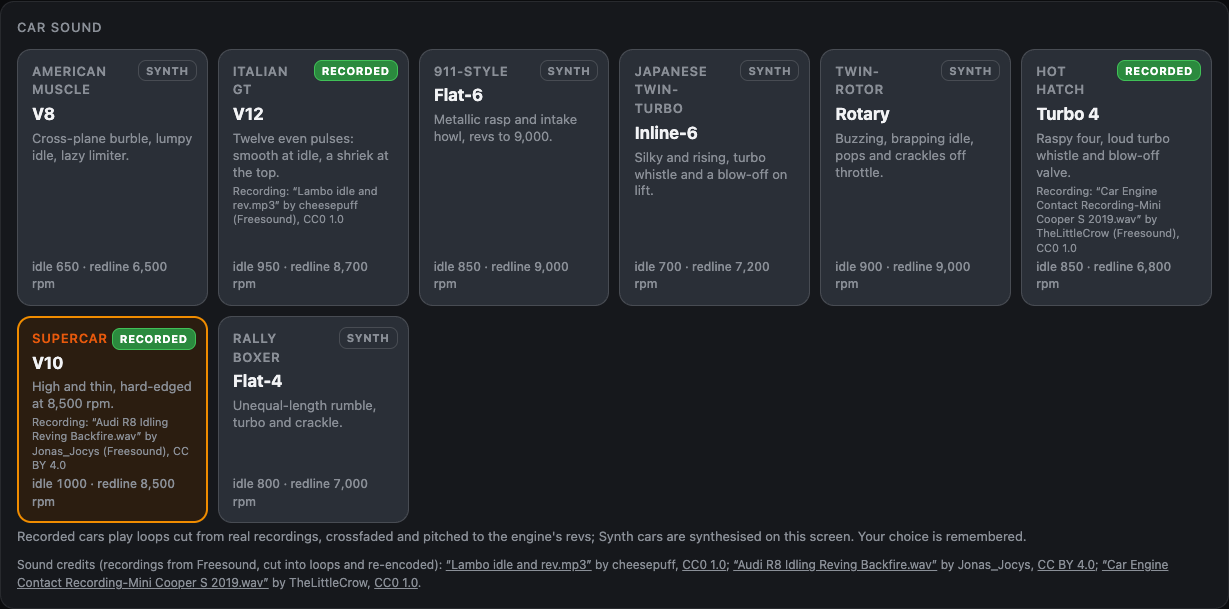 CAR SOUND
AMERICAN
MUSCLE
SYNTH
V8
Cross-plane burble, lumpy
idle, lazy limiter.
idle 650 · redline 6,500
rpm
ITALIAN
GT
RECORDED
V12
Twelve even pulses:
smooth at idle, a shriek at
the top.
Recording: “Lambo idle and
rev.mp3” by cheesepuff
(Freesound), CC0 1.0
idle 950 · redline 8,700
rpm
911-STYLE
SYNTH
Flat-6
Metallic rasp and intake
howl, revs to 9,000.
idle 850 · redline 9,000
rpm
JAPANESE
TWIN-
TURBO
SYNTH
Inline-6
Silky and rising, turbo
whistle and a blow-off on
lift.
idle 700 · redline 7,200
rpm
TWIN-
ROTOR
SYNTH
Rotary
Buzzing, brapping idle,
pops and crackles off
throttle.
idle 900 · redline 9,000
rpm
HOT
HATCH
RECORDED
Turbo 4
Raspy four, loud turbo
whistle and blow-off
valve.
Recording: “Car Engine
Contact Recording-Mini
Cooper S 2019.wav” by
TheLittleCrow (Freesound),
CC0 1.0
idle 850 · redline 6,800
rpm
SUPERCAR
RECORDED
V10
High and thin, hard-edged
at 8,500 rpm.
Recording: “Audi R8 Idling
Reving Backfire.wav” by
Jonas_Jocys (Freesound), CC
BY 4.0
idle 1000 · redline 8,500
rpm
RALLY
BOXER
SYNTH
Flat-4
Unequal-length rumble,
turbo and crackle.
idle 800 · redline 7,000
rpm
Recorded cars play loops cut from real recordings, crossfaded and pitched to the engine's revs; Synth cars are synthesised on this screen. Your choice is remembered.
Sound credits (recordings from Freesound, cut into loops and re-encoded): “Lambo idle and rev.mp3” by cheesepuff, CC0 1.0; “Audi R8 Idling Reving Backfire.wav” by Jonas_Jocys, CC BY 4.0; “Car Engine
Contact Recording-Mini Cooper S 2019.wav” by TheLittleCrow, CC0 1.0.